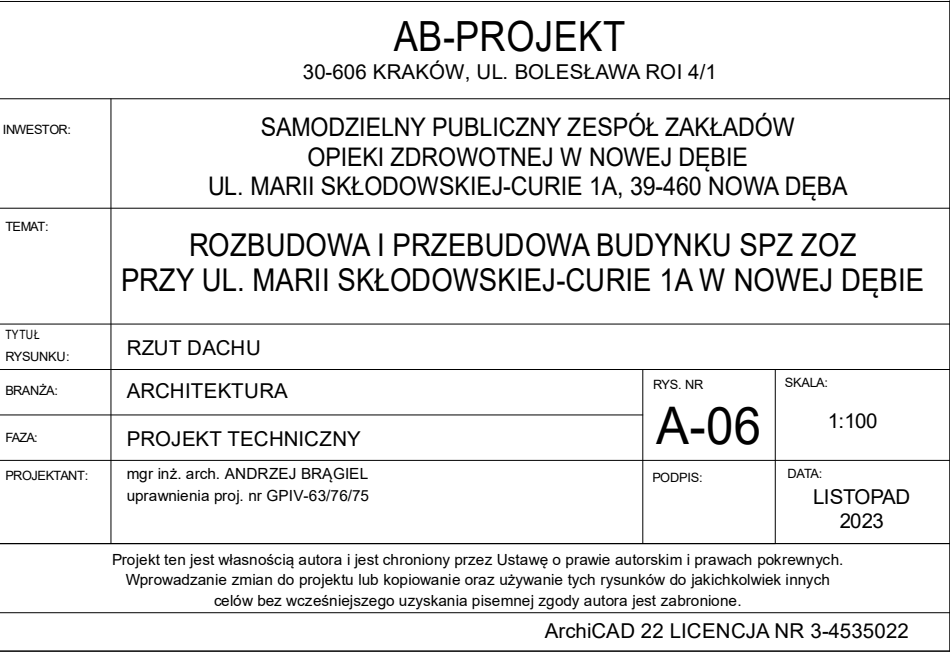 AB-PROJEKT
30-606 KRAKÓW, UL. BOLESŁAWA ROI 4/1
INWESTOR:
SAMODZIELNY PUBLICZNY ZESPÓŁ ZAKŁADÓW
OPIEKI ZDROWOTNEJ W NOWEJ DĘBIE
UL. MARII SKŁODOWSKIEJ-CURIE 1A, 39-460 NOWA DĘBA
TEMAT:
ROZBUDOWA I PRZEBUDOWA BUDYNKU SPZ ZOZ
PRZY UL. MARII SKŁODOWSKIEJ-CURIE 1A W NOWEJ DĘBIE
TYTUŁ
RYSUNKU:
RZUT DACHU
BRANŻA:
ARCHITEKTURA
RYS. NR
A-06
SKALA:
1:100
FAZA:
PROJEKT TECHNICZNY
PROJEKTANT:
mgr inż. arch. ANDRZEJ BRĄGIEL
uprawnienia proj. nr GPIV-63/76/75
PODPIS:
DATA:
LISTOPAD
2023
Projekt ten jest własnością autora i jest chroniony przez Ustawę o prawie autorskim i prawach pokrewnych.
Wprowadzanie zmian do projektu lub kopiowanie oraz używanie tych rysunków do jakichkolwiek innych
celów bez wcześniejszego uzyskania pisemnej zgody autora jest zabronione.
ArchiCAD 22 LICENCJA NR 3-4535022